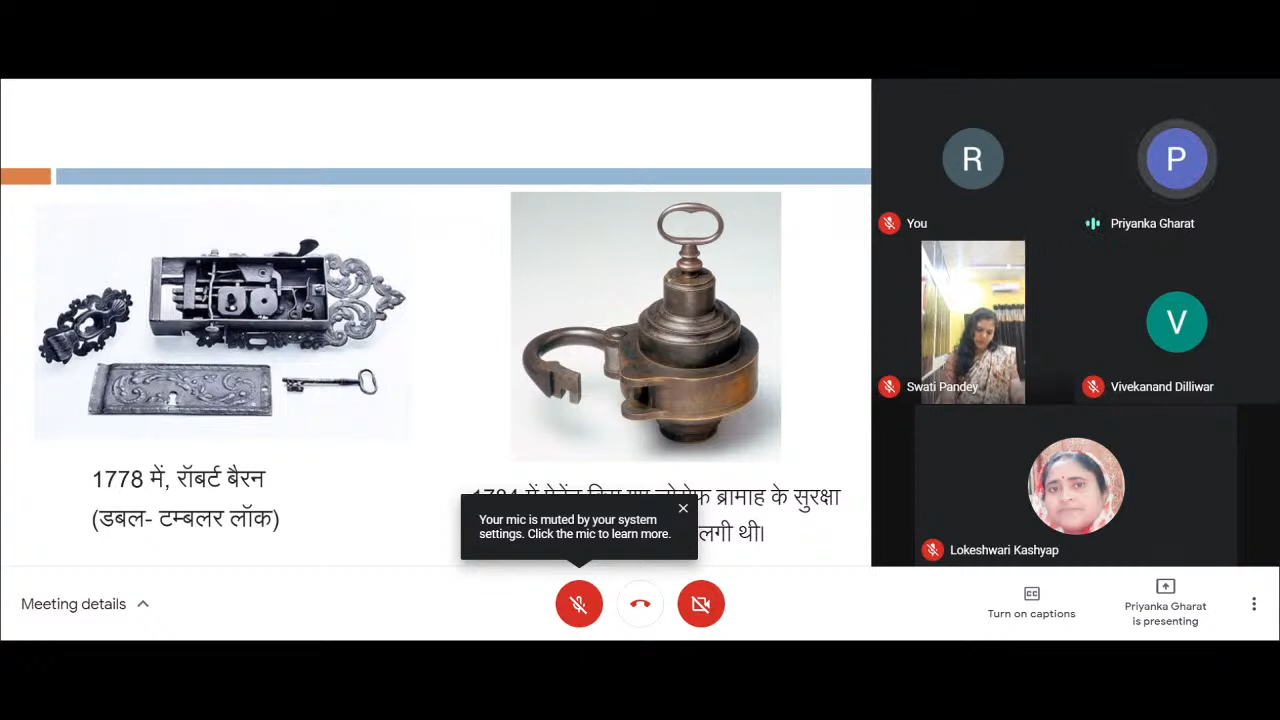 R
P
You
Priyanka Gharat
V
Swati Pandey
Vivekanand Dilliwar
1778 में, रॉबर्ट बैरन
(डबल- टम्बलर लॉक)
ब्रामाह के सुरक्षा
लगी थी।
Your mic is muted by your system
settings. Click the mic to learn more.
Lokeshwari Kashyap
Meeting details
CC
Turn on captions
Priyanka Gharat
is presenting